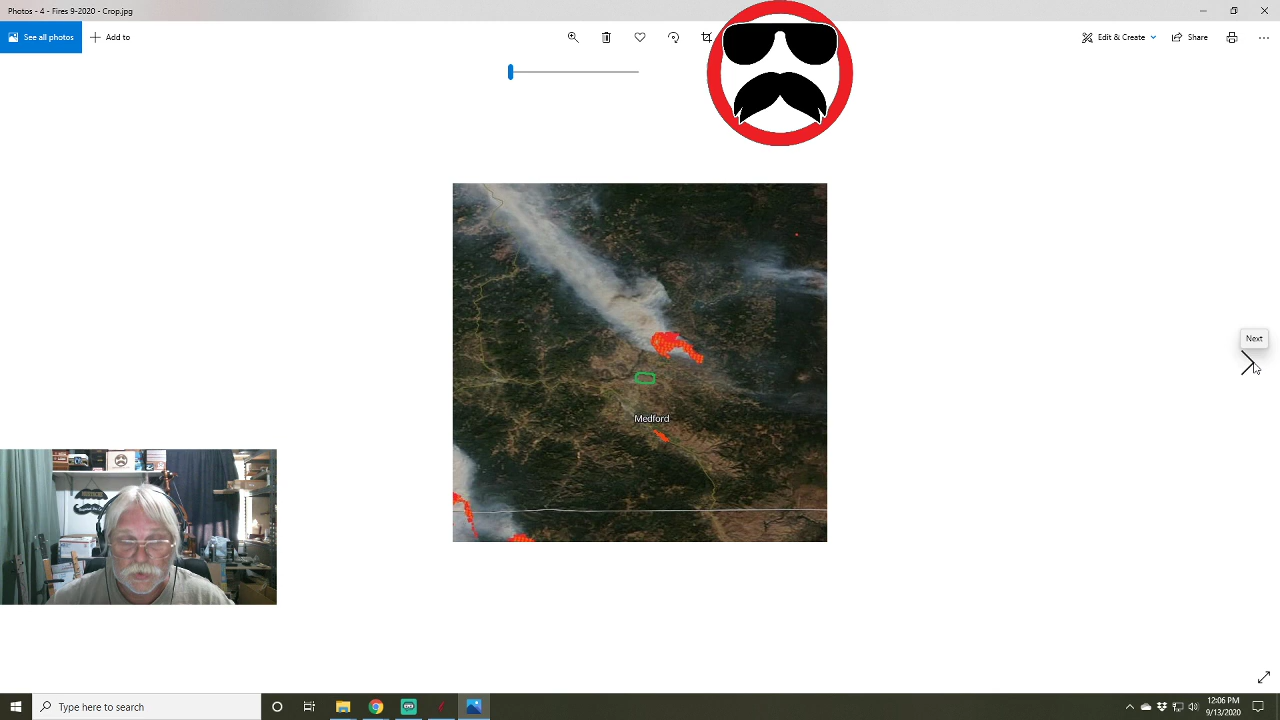 Photos - 4 - Fires 9-2020 - Crop.jpg
See all photos
Add to
Edit & Create
Share
Next
Medford
Type here to search
12:06 PM
9/13/2020